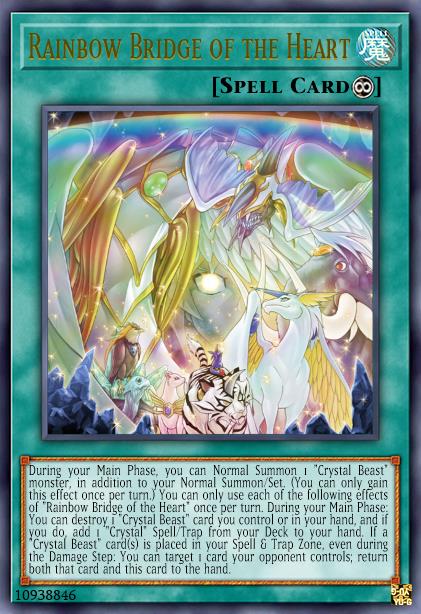 RAINBOW BRIDGE OF THE HEART
SPELL
魔
[SPELL CARD]
During your Main Phase, you can Normal Summon 1 "Crystal Beast"
monster, in addition to your Normal Summon/Set. (You can only gain
this effect once per turn.) You can only use each of the following effects
of "Rainbow Bridge of the Heart" once per turn. During your Main Phase:
You can destroy 1 "Crystal Beast" card you control or in your hand, and if
you do, add 1 "Crystal" Spell/Trap from your Deck to your hand. If a
"Crystal Beast" card(s) is placed in your Spell & Trap Zone, even during
the Damage Step: You can target 1 card your opponent controls; return
both that card and this card to the hand.
10938846